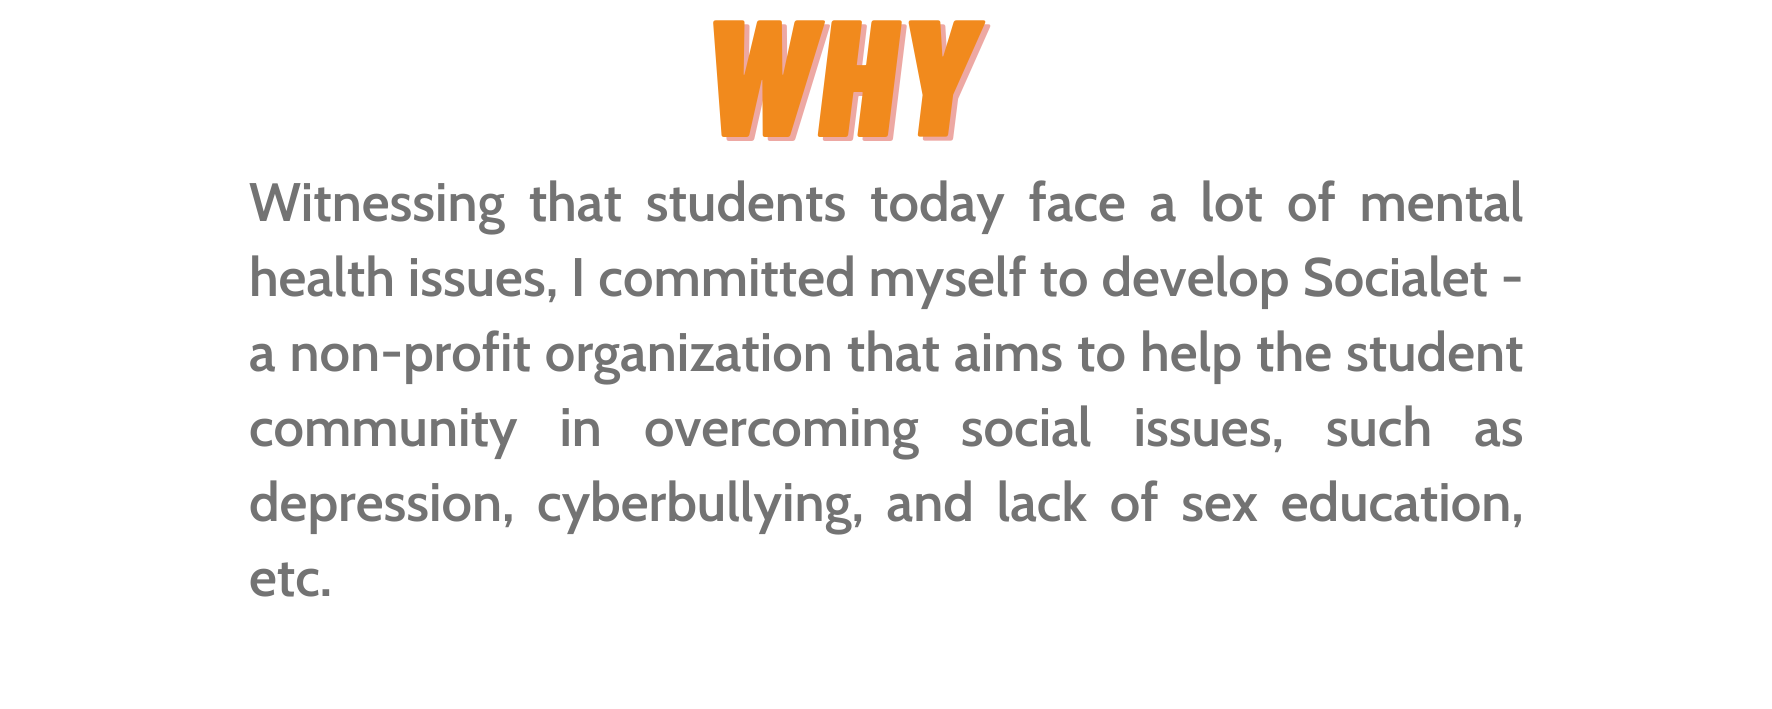 WHY
Witnessing that students today face a lot of mental
health issues, I committed myself to develop Socialet -
a non-profit organization that aims to help the student
community in overcoming social issues, such as
depression, cyberbullying, and lack of sex education,
etc.